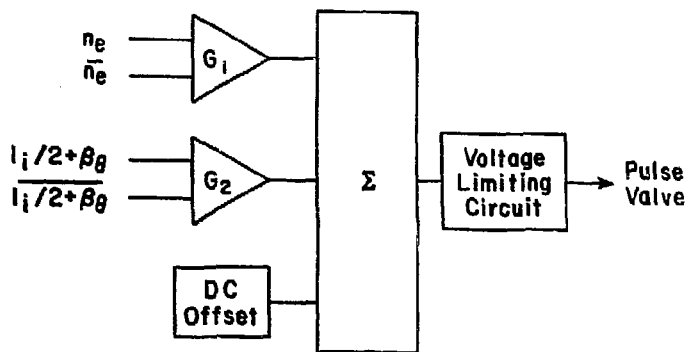 n_e
n̄_e
G_1
l_i/2+β_θ
l_i/2+β_θ
G_2
Σ
DC
Offset
Voltage
Limiting
Circuit
Pulse
Valve